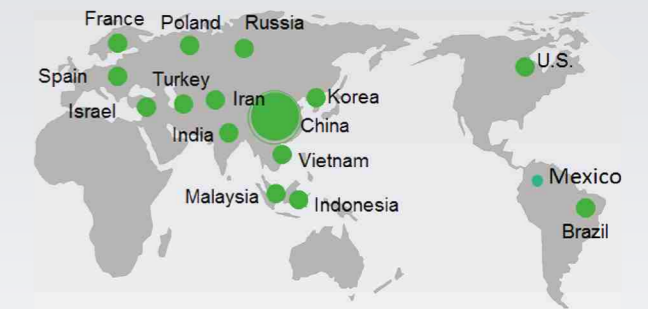 France
Poland
Russia
U.S.
Spain
Turkey
Israel
Iran
Korea
China
India
Vietnam
Mexico
Malaysia
Indonesia
Brazil